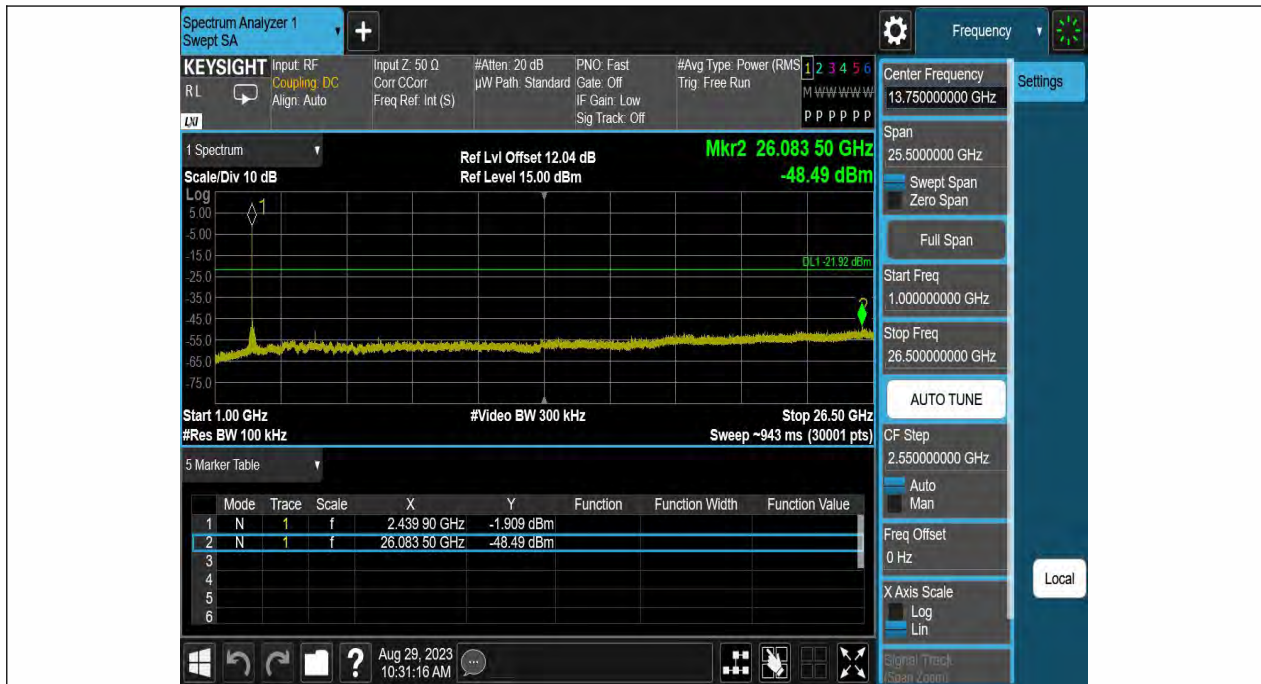 Spectrum Analyzer 1
Swept SA
+
Frequency
KEYSIGHT
RL
LXI
Input: RF
Coupling: DC
Align: Auto
Input Z: 50 Ω
Corr CCorr
Freq Ref: Int (S)
#Atten: 20 dB
µW Path: Standard
PNO: Fast
Gate: Off
IF Gain: Low
Sig Track: Off
#Avg Type: Power (RMS
Trig: Free Run
1 2 3 4 5 6
M W W W W W
P P P P P P
1 Spectrum
Scale/Div 10 dB
Ref Lvl Offset 12.04 dB
Ref Level 15.00 dBm
Mkr2 26.083 50 GHz
-48.49 dBm
Log
5.00
-5.00
-15.0
-25.0
-35.0
-45.0
-55.0
-65.0
-75.0
1
2
DL1 -21.92 dBm
Start 1.00 GHz
#Video BW 300 kHz
Stop 26.50 GHz
#Res BW 100 kHz
Sweep ~943 ms (30001 pts)
5 Marker Table
Mode Trace Scale X Y Function Function Width Function Value
1 N 1 f 2.439 90 GHz -1.909 dBm
2 N 1 f 26.083 50 GHz -48.49 dBm
3
4
5
6
Center Frequency
13.750000000 GHz
Settings
Span
25.5000000 GHz
Swept Span
Zero Span
Full Span
Start Freq
1.000000000 GHz
Stop Freq
26.500000000 GHz
AUTO TUNE
CF Step
2.550000000 GHz
Auto
Man
Freq Offset
0 Hz
Local
X Axis Scale
Log
Lin
Signal Track
(Span Zoom)
?
Aug 29, 2023
10:31:16 AM